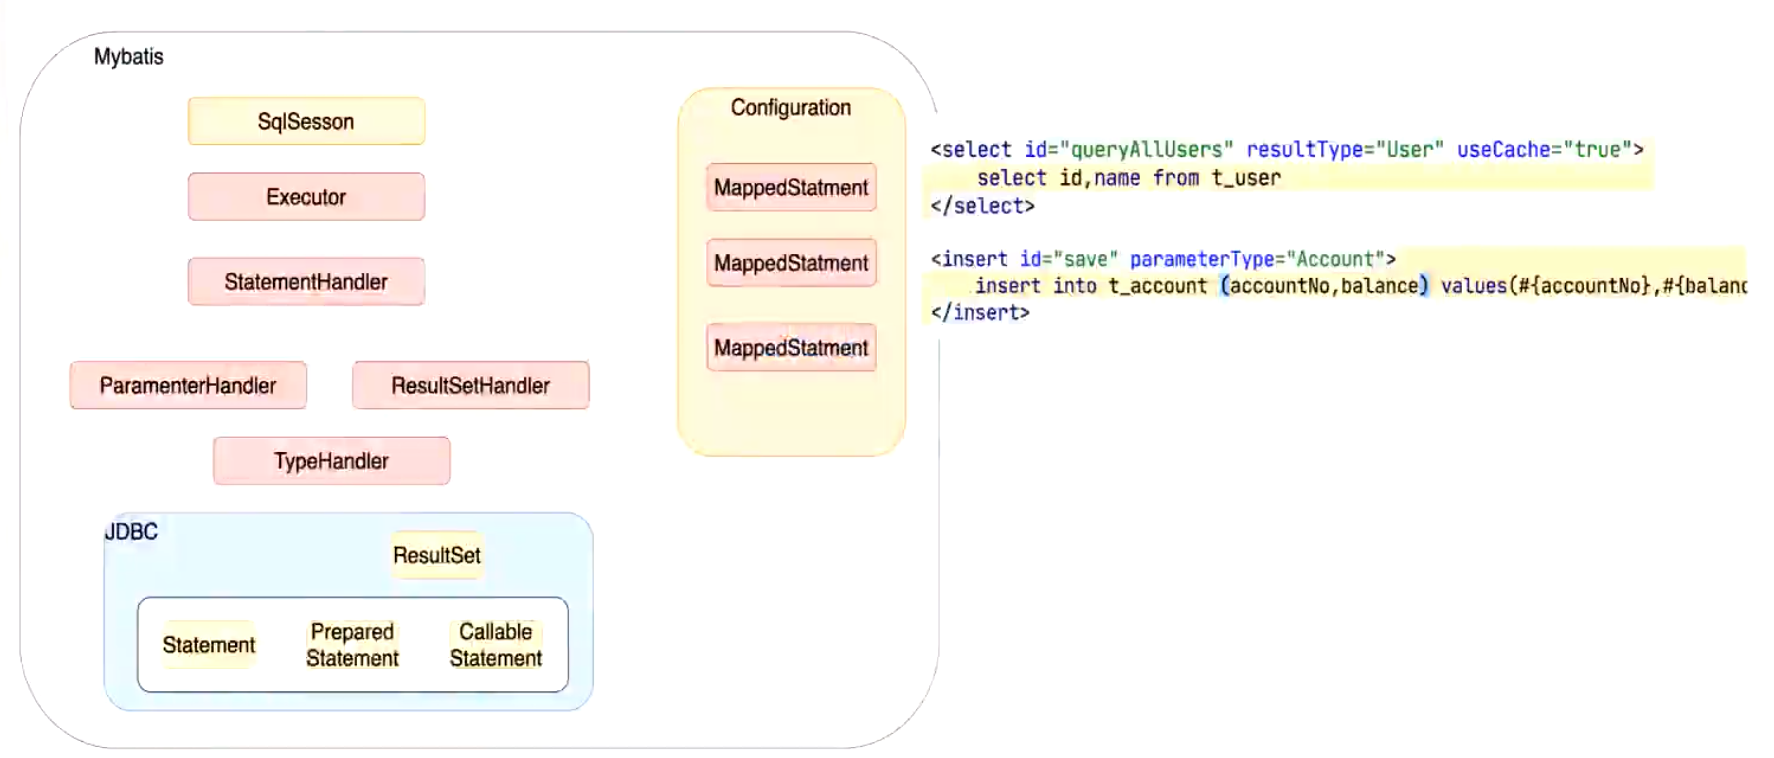 Mybatis
SqlSesson
Executor
StatementHandler
ParamenterHandler
ResultSetHandler
TypeHandler
JDBC
ResultSet
Statement
Prepared
Statement
Callable
Statement
Configuration
MappedStatment
MappedStatment
MappedStatment
<select id="queryAllUsers" resultType="User" useCache="true">
select id,name from t_user
</select>
<insert id="save" parameterType="Account">
insert into t_account (accountNo,balance) values(#{accountNo},#{balanc
</insert>